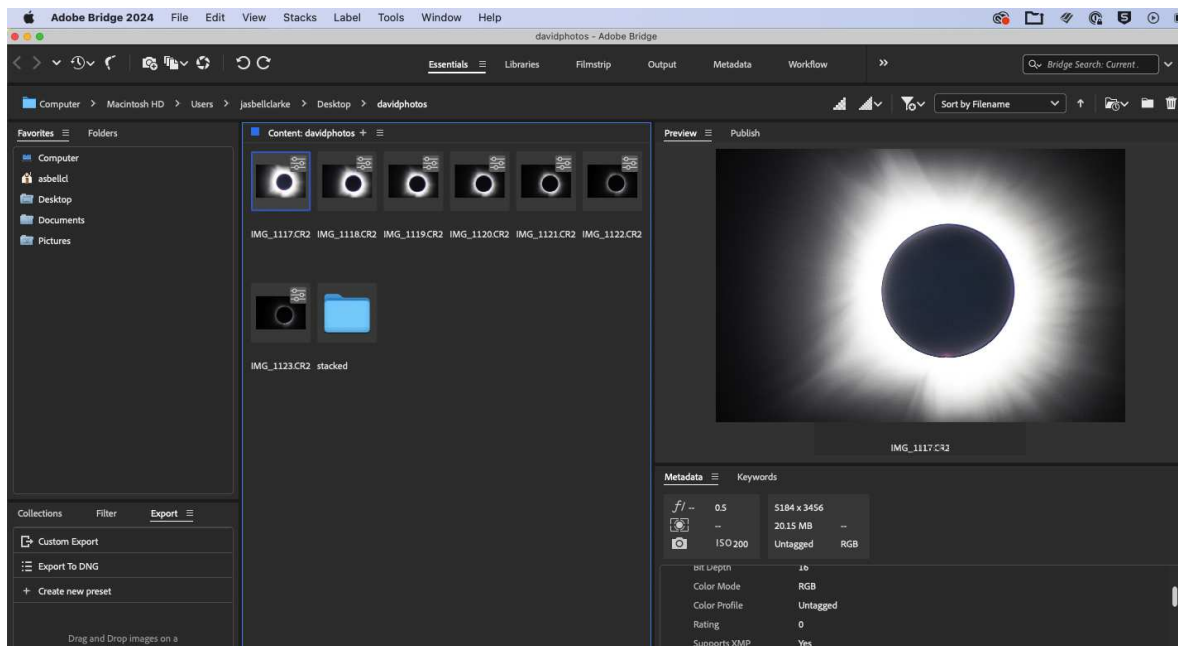 Adobe Bridge 2024 File Edit View Stacks Label Tools Window Help
davidphotos - Adobe Bridge
Essentials Libraries Filmstrip Output Metadata Workflow
Bridge Search: Current.
Computer > Macintosh HD > Users > jasbellclarke > Desktop > davidphotos
Sort by Filename
Favorites Folders
Computer
asbellcl
Desktop
Documents
Pictures
Content: davidphotos +
IMG_1117.CR2 IMG_1118.CR2 IMG_1119.CR2 IMG_1120.CR2 IMG_1121.CR2 IMG_1122.CR2
IMG_1123.CR2 stacked
Preview Publish
IMG_1117.CR2
Collections Filter Export
Custom Export
Export To DNG
+ Create new preset
Drag and Drop images on a
Metadata Keywords
f/-- 0.5 5184 x 3456
-- 20.15 MB --
ISO200 Untagged RGB
Bit Depth 16
Color Mode RGB
Color Profile Untagged
Rating 0
Supports XMP Yes